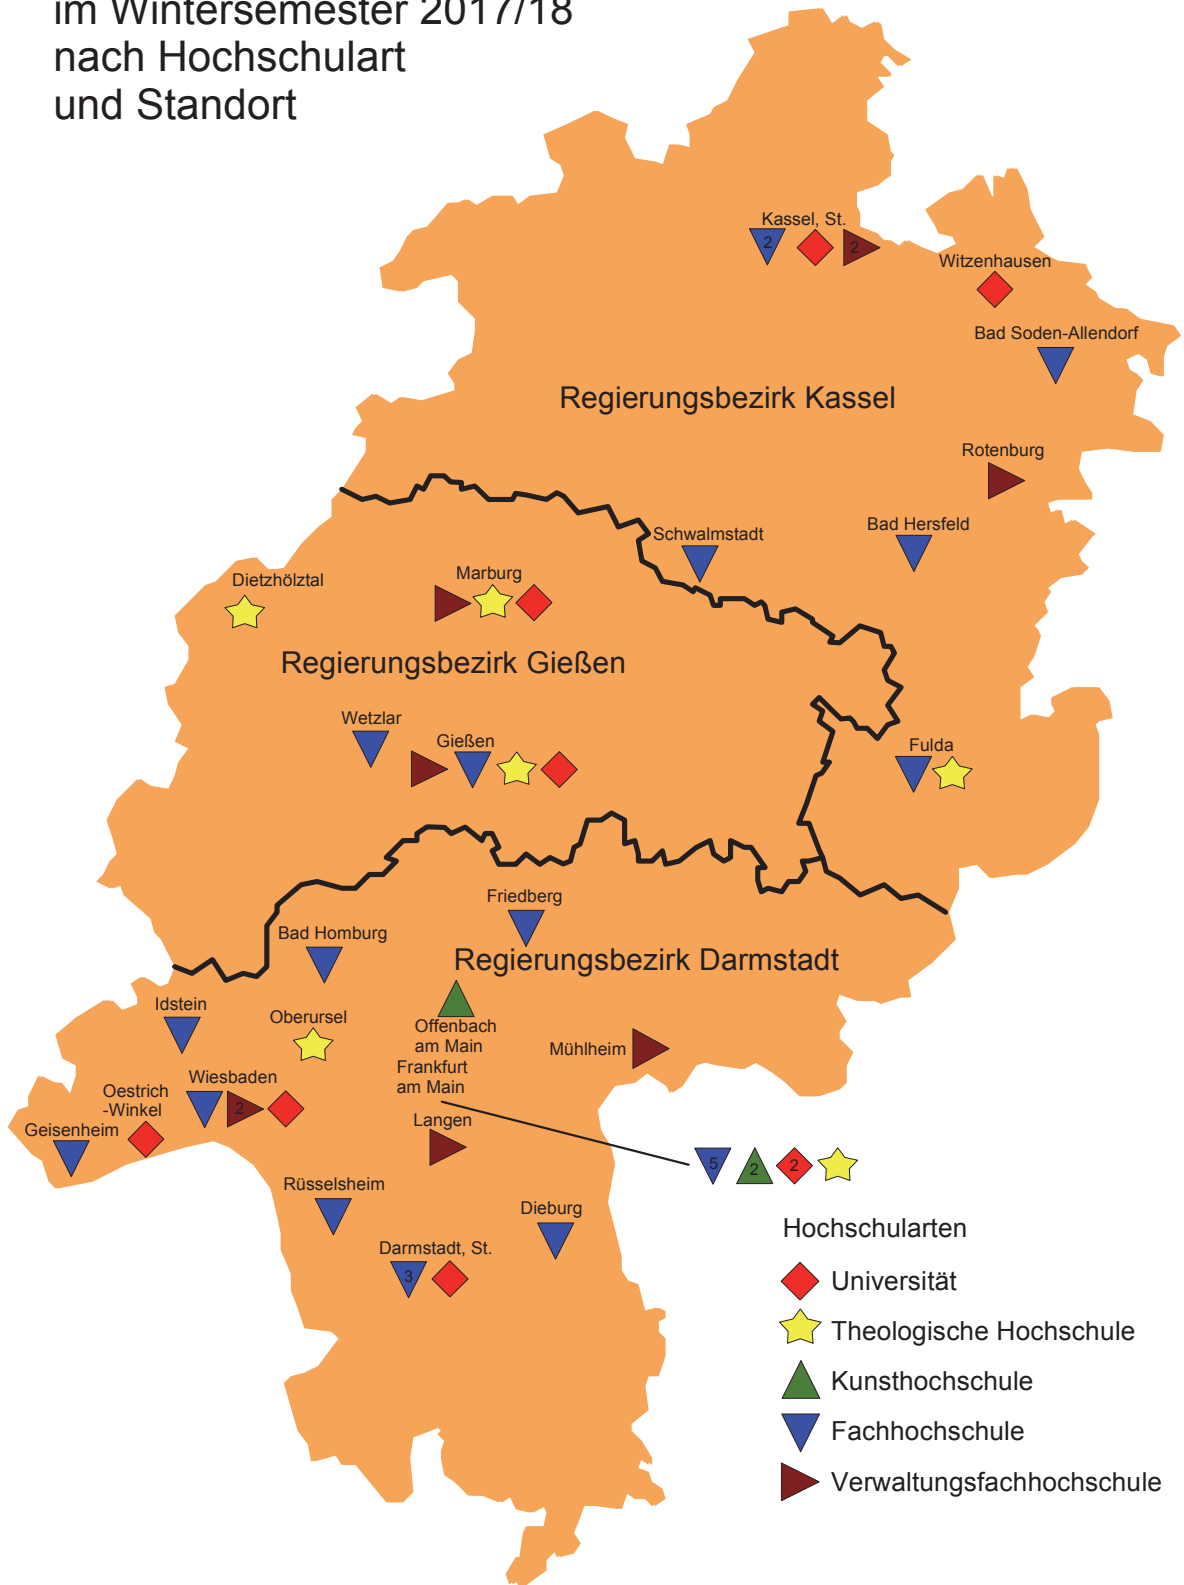 im Wintersemester 2017/18
nach Hochschulart
und Standort
Kassel, St.
2
2
Witzenhausen
Bad Soden-Allendorf
Regierungsbezirk Kassel
Rotenburg
Bad Hersfeld
Schwalmstadt
Marburg
Dietzhölztal
Regierungsbezirk Gießen
Wetzlar
Gießen
Fulda
Friedberg
Bad Homburg
Regierungsbezirk Darmstadt
Idstein
Oberursel
Offenbach
am Main
Mühlheim
Frankfurt
am Main
Wiesbaden
2
Oestrich
-Winkel
Geisenheim
Langen
5
2
2
Rüsselsheim
Dieburg
Darmstadt, St.
3
Hochschularten
Universität
Theologische Hochschule
Kunsthochschule
Fachhochschule
Verwaltungsfachhochschule